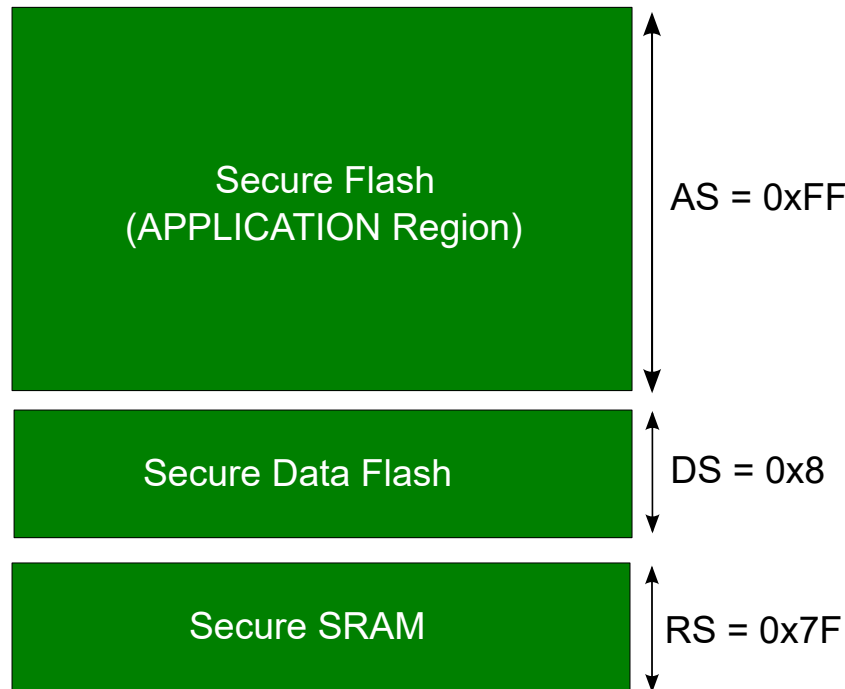 Secure Flash
(APPLICATION Region)
AS = 0xFF
Secure Data Flash
DS = 0x8
Secure SRAM
RS = 0x7F